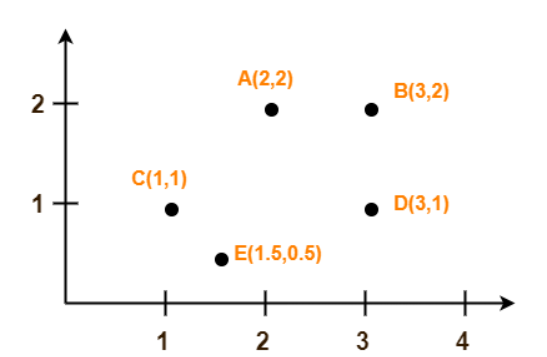 A(2,2)
B(3,2)
2
C(1,1)
1
D(3,1)
E(1.5,0.5)
1 2 3 4